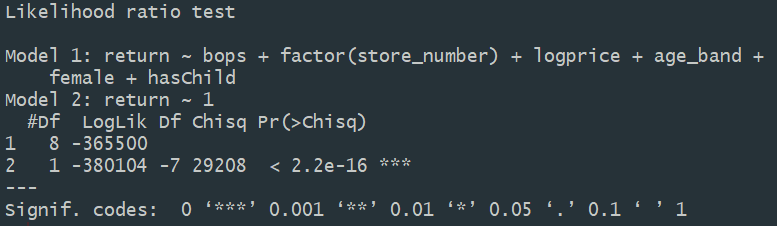 Likelihood ratio test

Model 1: return ~ bops + factor(store_number) + logprice + age_band +
    female + hasChild
Model 2: return ~ 1
  #Df  LogLik Df Chisq Pr(>Chisq)
1   8 -365500
2   1 -380104 -7 29208  < 2.2e-16 ***
---
Signif. codes:  0 ‘***’ 0.001 ‘**’ 0.01 ‘*’ 0.05 ‘.’ 0.1 ‘ ’ 1